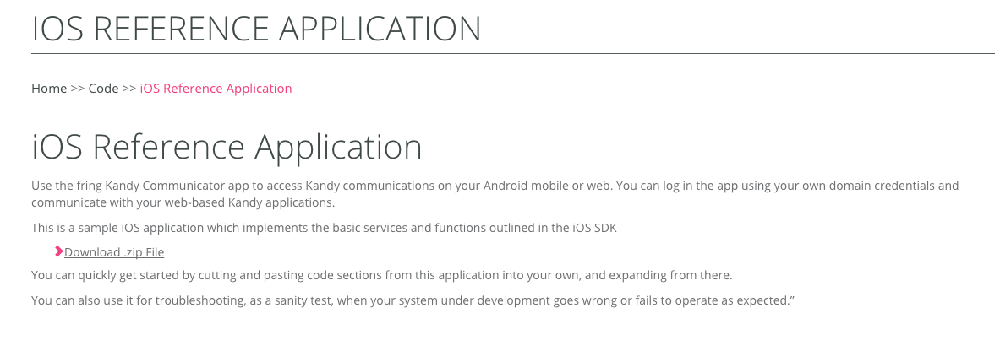 IOS REFERENCE APPLICATION
Home >> Code >> iOS Reference Application
iOS Reference Application
Use the fring Kandy Communicator app to access Kandy communications on your Android mobile or web. You can log in the app using your own domain credentials and
communicate with your web-based Kandy applications.
This is a sample iOS application which implements the basic services and functions outlined in the iOS SDK
Download .zip File
You can quickly get started by cutting and pasting code sections from this application into your own, and expanding from there.
You can also use it for troubleshooting, as a sanity test, when your system under development goes wrong or fails to operate as expected.”